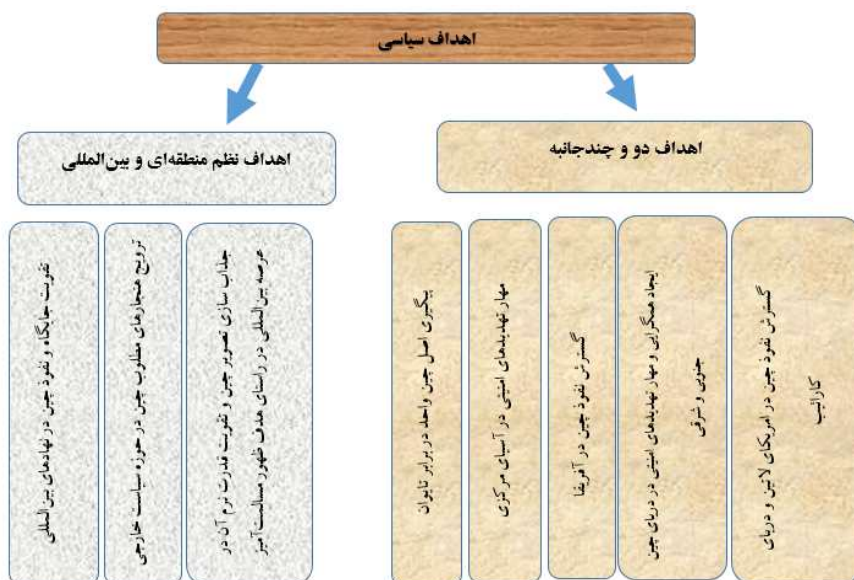 اهداف سیاسی
اهداف دو و چندجانبه
اهداف نظم منطقه‌ای و بین‌المللی
گسترش نفوذ چین در امریکای لاتین و دریای
کارائیب
ایجاد همگرایی و مهار تهدیدهای امنیتی در دریای چین
جنوبی و شرقی
گسترش نفوذ چین در آفریقا
مهار تهدیدهای امنیتی در آسیای مرکزی
پیگیری اصل چین واحد در برابر تایوان
جذاب سازی تصویر چین و تقویت قدرت نرم آن در
عرصه بین‌المللی در راستای هدف ظهور مسالمت‌آمیز
ترویج هنجارهای مطلوب چین در حوزه سیاست خارجی
تقویت جایگاه و نفوذ چین در نهادهای بین‌المللی